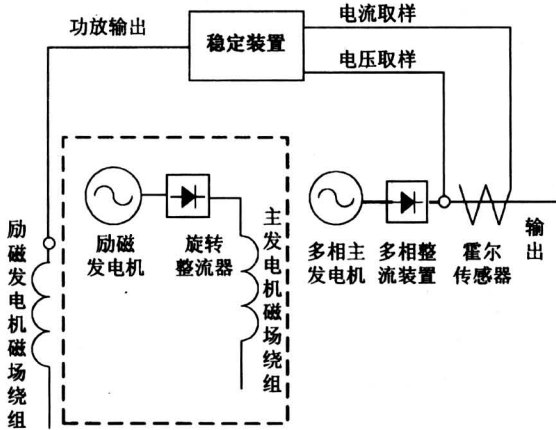 功放输出
稳定装置
电流取样
电压取样
励磁
发电机
旋转
整流器
主发电机磁场绕组
多相主
发电机
多相整
流装置
霍尔
传感器
输出
励磁发电机磁场绕组